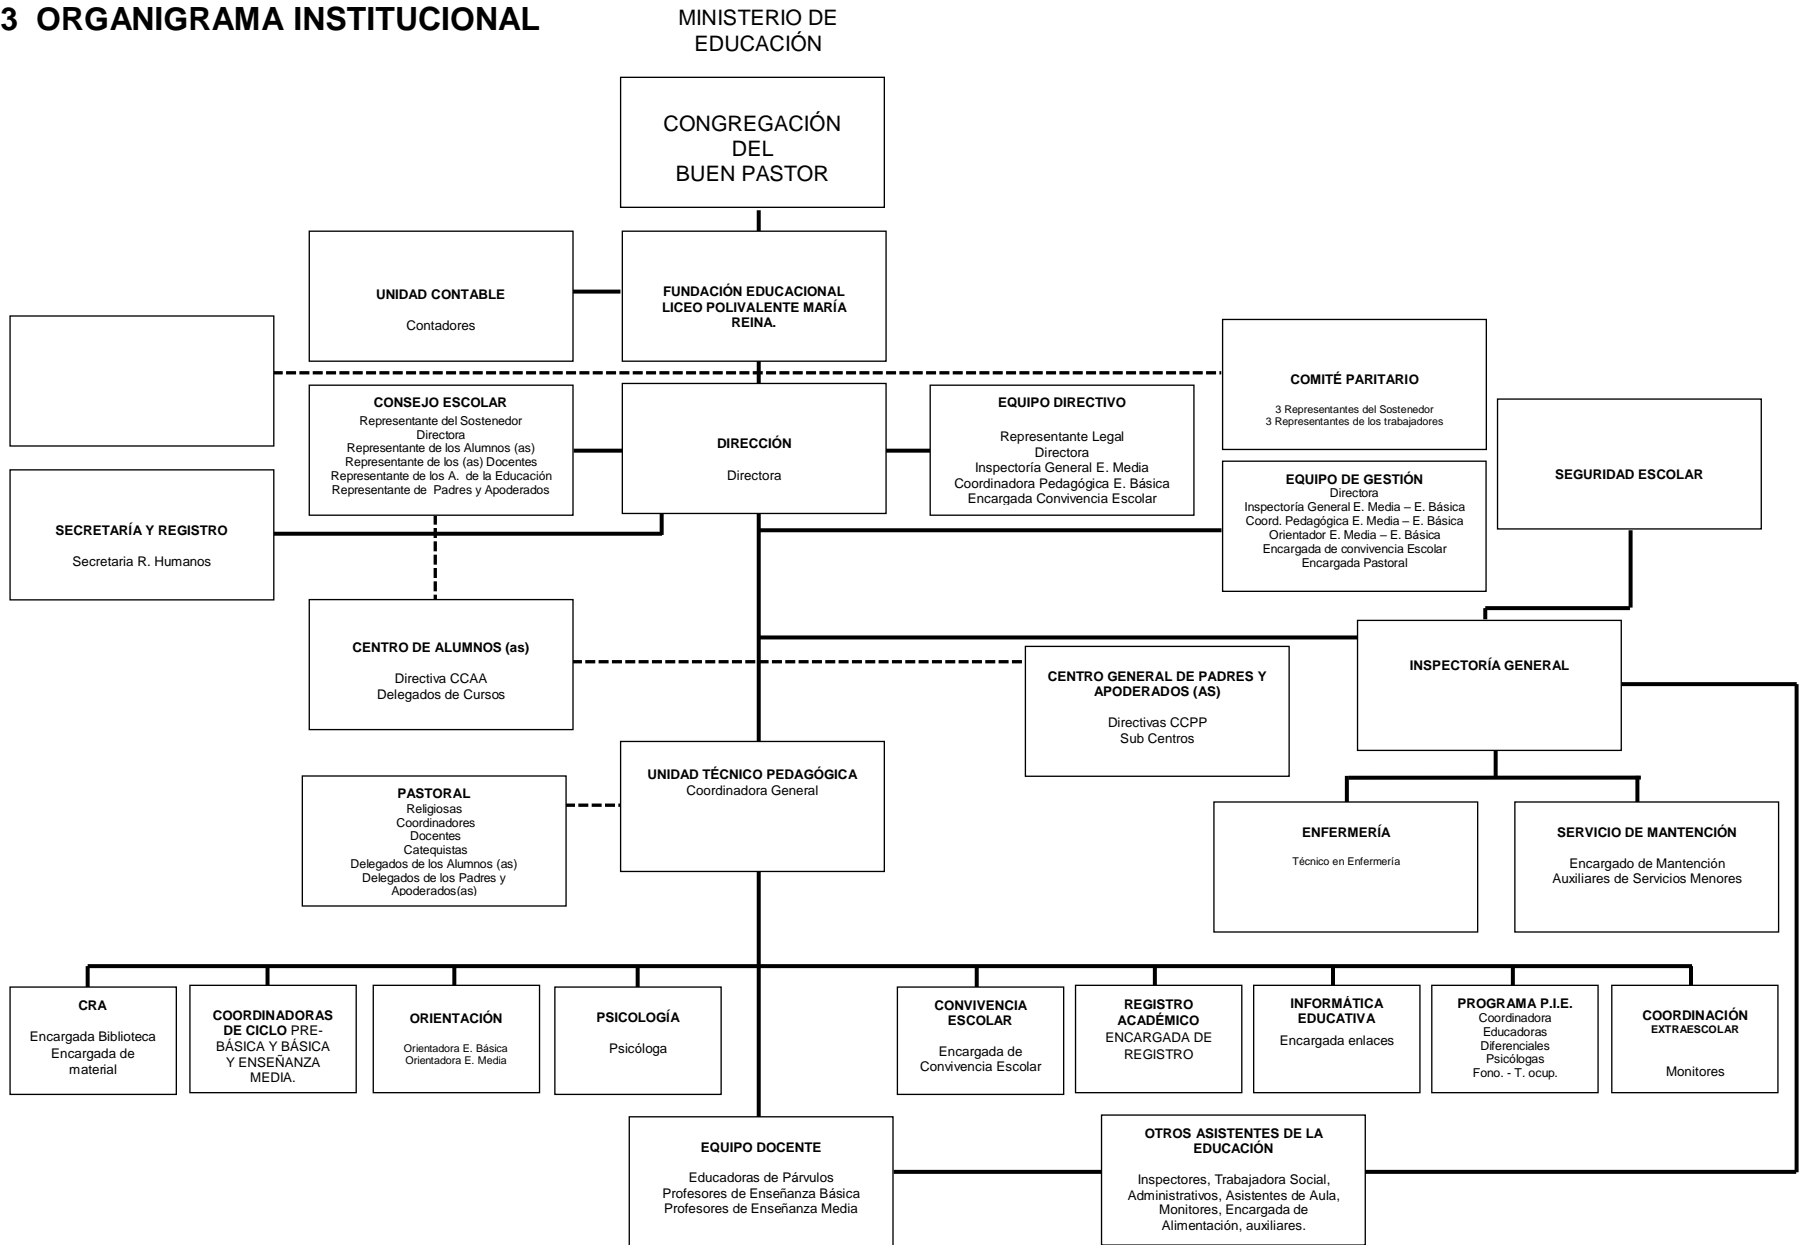 3 ORGANIGRAMA INSTITUCIONAL
MINISTERIO DE
EDUCACIÓN
CONGREGACIÓN
DEL
BUEN PASTOR
UNIDAD CONTABLE
Contadores
FUNDACIÓN EDUCACIONAL
LICEO POLIVALENTE MARÍA
REINA.
COMITÉ PARITARIO
3 Representantes del Sostenedor
3 Representantes de los trabajadores
CONSEJO ESCOLAR
Representante del Sostenedor
Directora
Representante de los Alumnos (as)
Representante de los (as) Docentes
Representante de los A. de la Educación
Representante de Padres y Apoderados
DIRECCIÓN
Directora
EQUIPO DIRECTIVO
Representante Legal
Directora
Inspectoría General E. Media
Coordinadora Pedagógica E. Básica
Encargada Convivencia Escolar
SEGURIDAD ESCOLAR
EQUIPO DE GESTIÓN
Directora
Inspectoría General E. Media – E. Básica
Coord. Pedagógica E. Media – E. Básica
Orientador E. Media – E. Básica
Encargada de convivencia Escolar
Encargada Pastoral
SECRETARÍA Y REGISTRO
Secretaria R. Humanos
CENTRO DE ALUMNOS (as)
Directiva CCAA
Delegados de Cursos
CENTRO GENERAL DE PADRES Y
APODERADOS (AS)
Directivas CCPP
Sub Centros
INSPECTORÍA GENERAL
UNIDAD TÉCNICO PEDAGÓGICA
Coordinadora General
PASTORAL
Religiosas
Coordinadores
Docentes
Catequistas
Delegados de los Alumnos (as)
Delegados de los Padres y
Apoderados(as)
ENFERMERÍA
Técnico en Enfermería
SERVICIO DE MANTENCIÓN
Encargado de Mantención
Auxiliares de Servicios Menores
CRA
Encargada Biblioteca
Encargada de
material
COORDINADORAS
DE CICLO PRE-
BÁSICA Y BÁSICA
Y ENSEÑANZA
MEDIA.
ORIENTACIÓN
Orientadora E. Básica
Orientadora E. Media
PSICOLOGÍA
Psicóloga
CONVIVENCIA
ESCOLAR
Encargada de
Convivencia Escolar
REGISTRO
ACADÉMICO
ENCARGADA DE
REGISTRO
INFORMÁTICA
EDUCATIVA
Encargada enlaces
PROGRAMA P.I.E.
Coordinadora
Educadoras
Diferenciales
Psicólogas
Fono. - T. ocup.
COORDINACIÓN
EXTRAESCOLAR
Monitores
EQUIPO DOCENTE
Educadoras de Párvulos
Profesores de Enseñanza Básica
Profesores de Enseñanza Media
OTROS ASISTENTES DE LA
EDUCACIÓN
Inspectores, Trabajadora Social,
Administrativos, Asistentes de Aula,
Monitores, Encargada de
Alimentación, auxiliares.